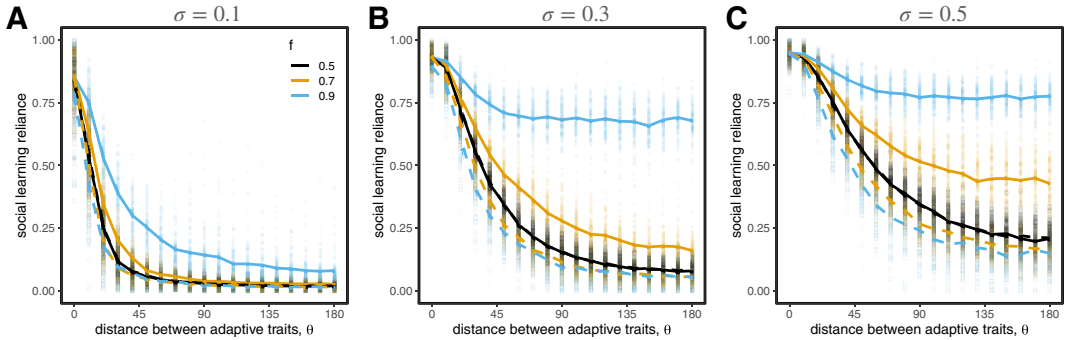 A
σ = 0.1
B
σ = 0.3
C
σ = 0.5
social learning reliance
1.00
0.75
0.50
0.25
0.00
f
0.5
0.7
0.9
0 45 90 135 180
distance between adaptive traits, θ
social learning reliance
1.00
0.75
0.50
0.25
0.00
0 45 90 135 180
distance between adaptive traits, θ
social learning reliance
1.00
0.75
0.50
0.25
0.00
0 45 90 135 180
distance between adaptive traits, θ